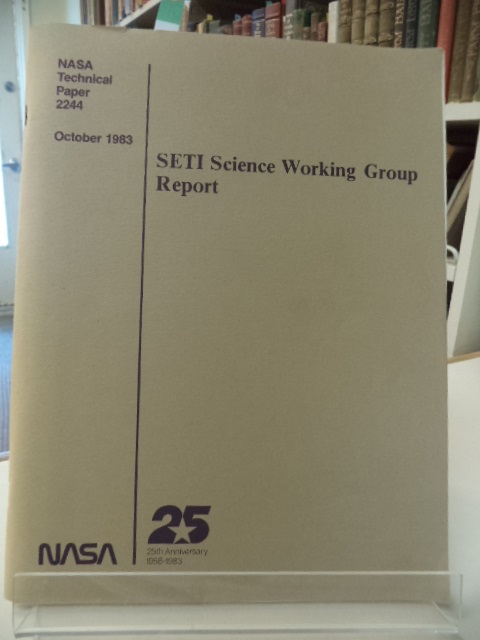 NASA
Technical
Paper
2244
October 1983
SETI Science Working Group
Report
25
25th Anniversary
1958-1983
NASA